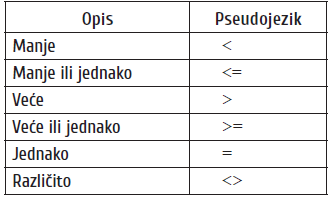 Opis Pseudojezik
Manje <
Manje ili jednako <=
Veće >
Veće ili jednako >=
Jednako =
Različito <>